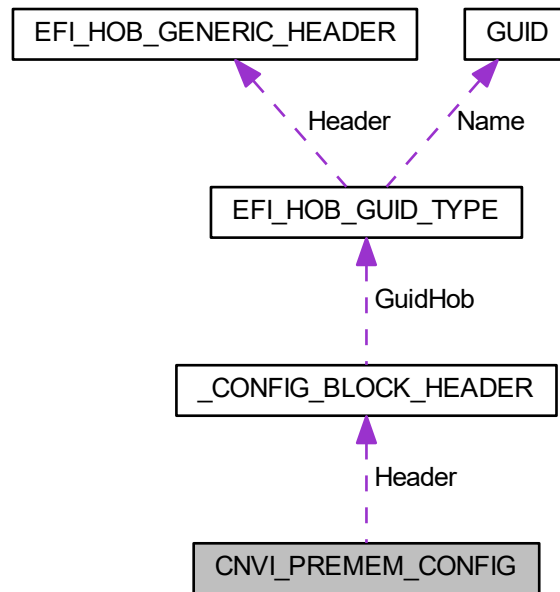 EFI_HOB_GENERIC_HEADER
GUID
Header
Name
EFI_HOB_GUID_TYPE
GuidHob
_CONFIG_BLOCK_HEADER
Header
CNVI_PREMEM_CONFIG